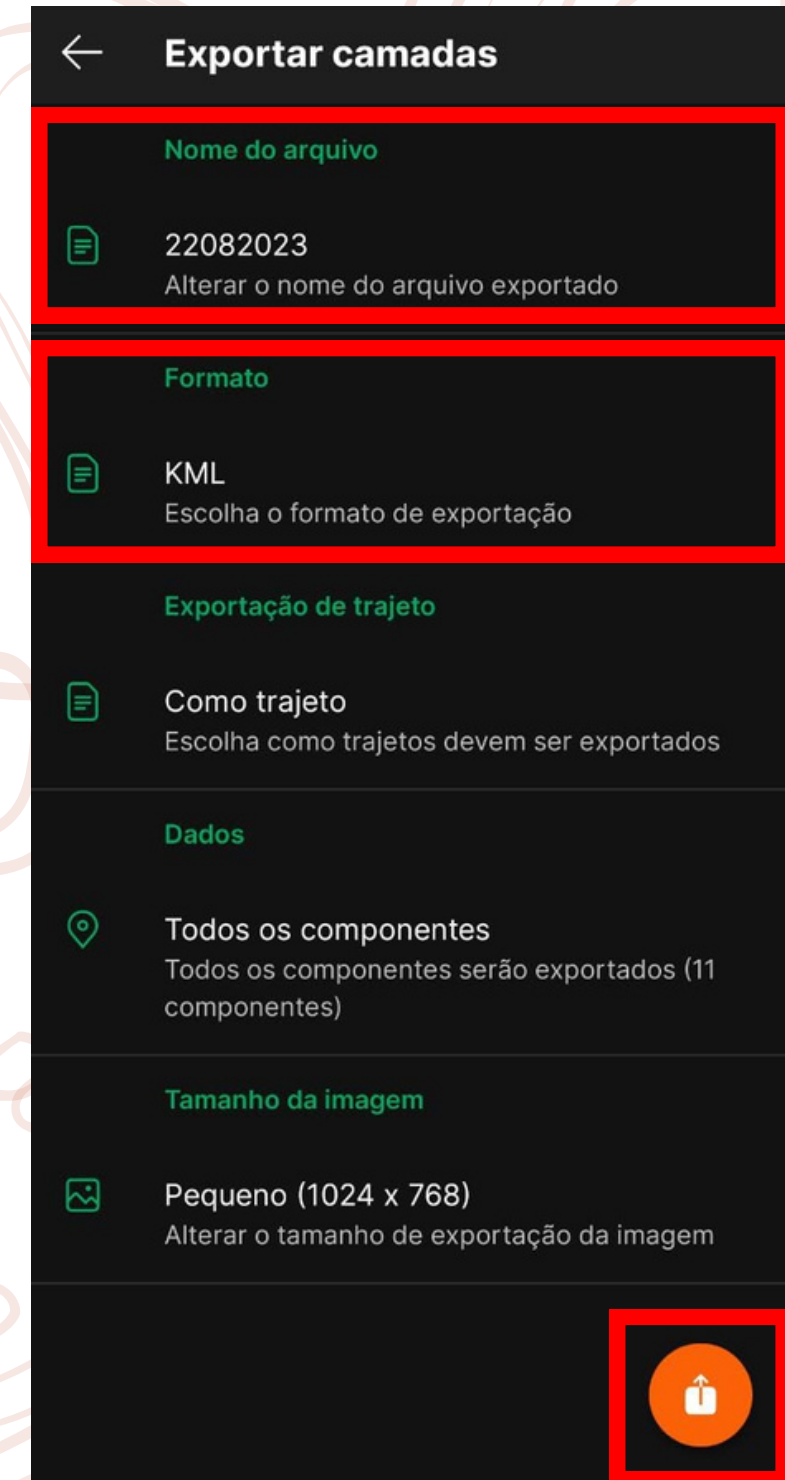 Exportar camadas
Nome do arquivo
22082023
Alterar o nome do arquivo exportado
Formato
KML
Escolha o formato de exportação
Exportação de trajeto
Como trajeto
Escolha como trajetos devem ser exportados
Dados
Todos os componentes
Todos os componentes serão exportados (11
componentes)
Tamanho da imagem
Pequeno (1024 x 768)
Alterar o tamanho de exportação da imagem